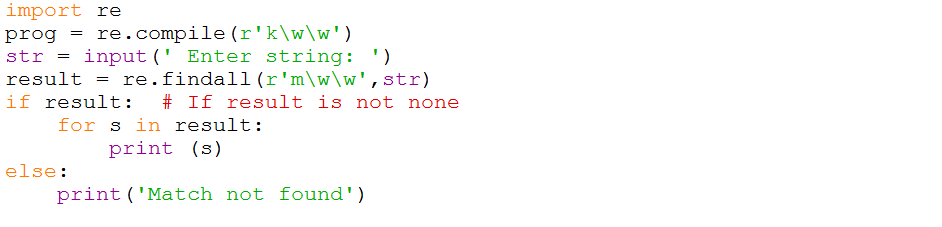 import re
prog = re.compile(r'k\w\w')
str = input(' Enter string: ')
result = re.findall(r'm\w\w',str)
if result:  # If result is not none
    for s in result:
        print (s)
else:
    print('Match not found')